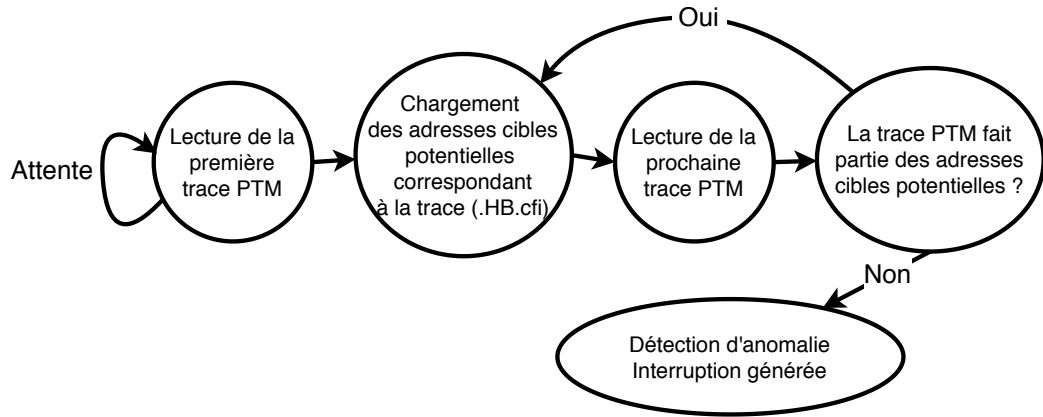 Oui
Attente
Lecture de la
première
trace PTM
Chargement
des adresses cibles
potentielles
correspondant
à la trace (.HB.cfi)
Lecture de la
prochaine
trace PTM
La trace PTM fait
partie des adresses
cibles potentielles ?
Non
Détection d'anomalie
Interruption générée